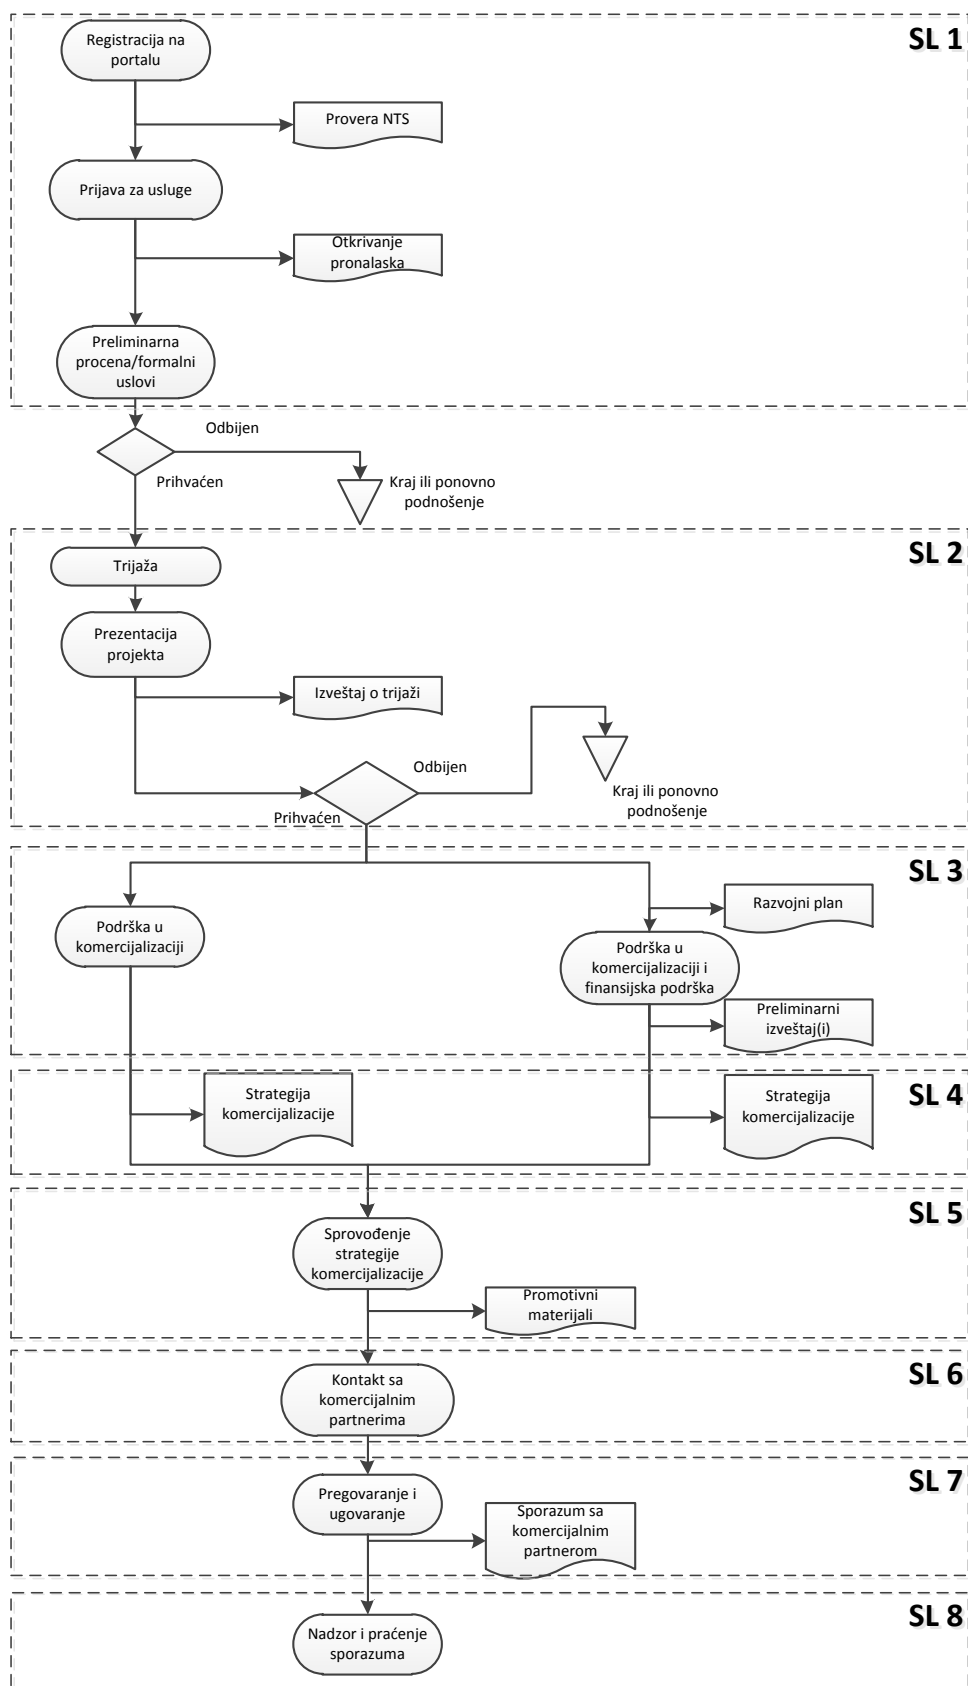 SL 1
Registracija na
portalu
Provera NTS
Prijava za usluge
Otkrivanje
pronalaska
Preliminarna
procena/formalni
uslovi
Odbijen
Prihvaćen
Kraj ili ponovno
podnošenje
SL 2
Trijaža
Prezentacija
projekta
Izveštaj o trijaži
Odbijen
Prihvaćen
Kraj ili ponovno
podnošenje
SL 3
Podrška u
komercijalizaciji
Razvojni plan
Podrška u
komercijalizaciji i
finansijska podrška
Preliminarni
izveštaj(i)
SL 4
Strategija
komercijalizacije
Strategija
komercijalizacije
SL 5
Sprovođenje
strategije
komercijalizacije
Promotivni
materijali
SL 6
Kontakt sa
komercijalnim
partnerima
SL 7
Pregovaranje i
ugovaranje
Sporazum sa
komercijalnim
partnerom
SL 8
Nadzor i praćenje
sporazuma